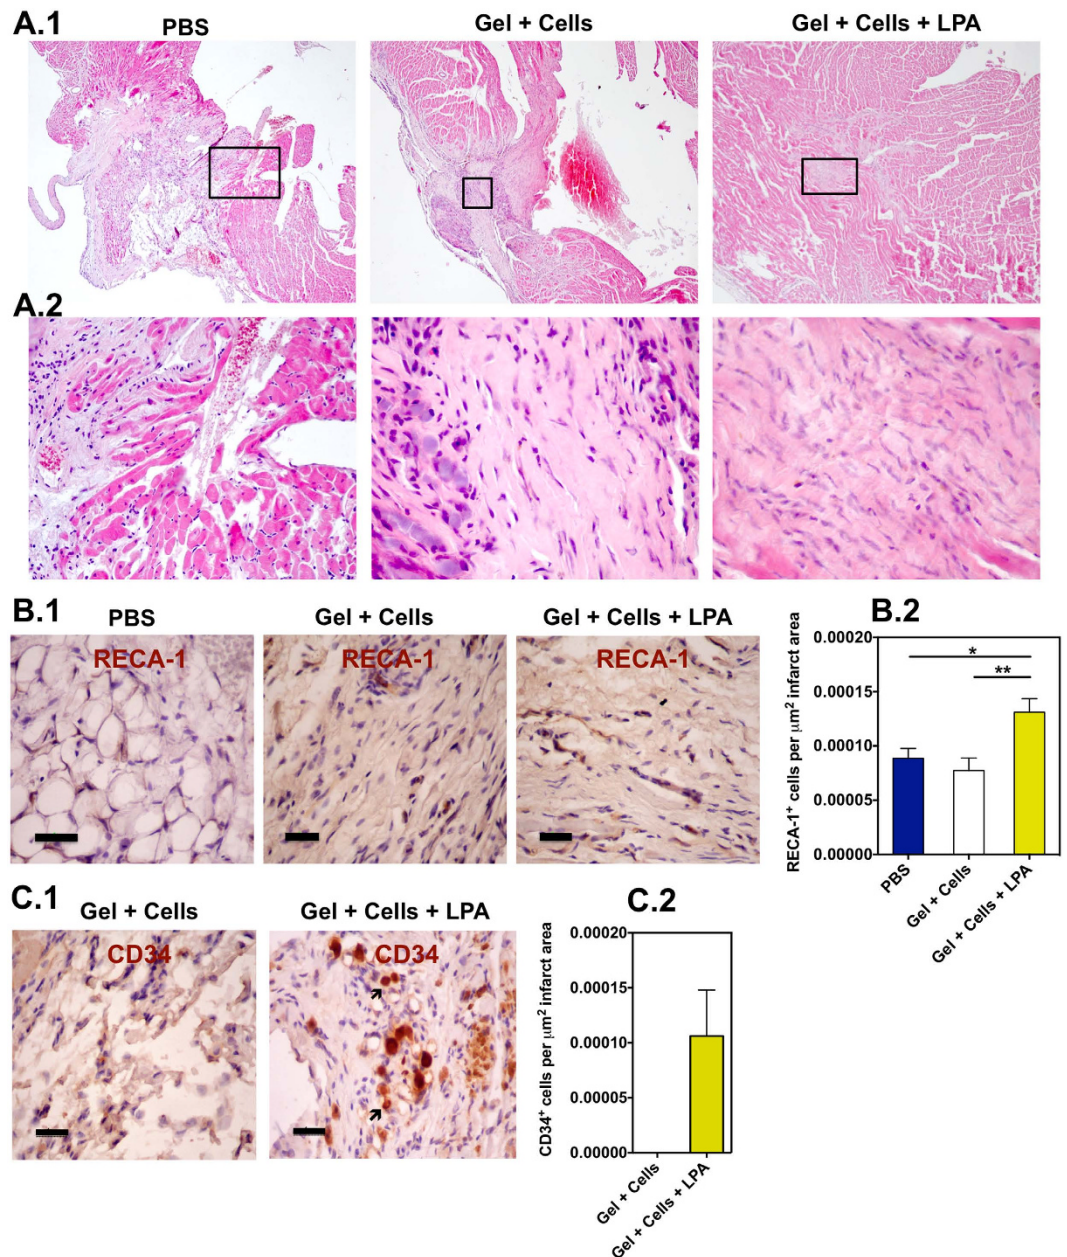 A.1
PBS
Gel + Cells
Gel + Cells + LPA
A.2
B.1
PBS
Gel + Cells
Gel + Cells + LPA
RECA-1
RECA-1
RECA-1
B.2
RECA-1⁺ cells per μm² infarct area
0.00020
0.00015
0.00010
0.00005
0.00000
*
**
PBS
Gel + Cells
Gel + Cells + LPA
C.1
Gel + Cells
Gel + Cells + LPA
CD34
CD34
C.2
CD34⁺ cells per μm² infarct area
0.00020
0.00015
0.00010
0.00005
0.00000
Gel + Cells
Gel + Cells + LPA